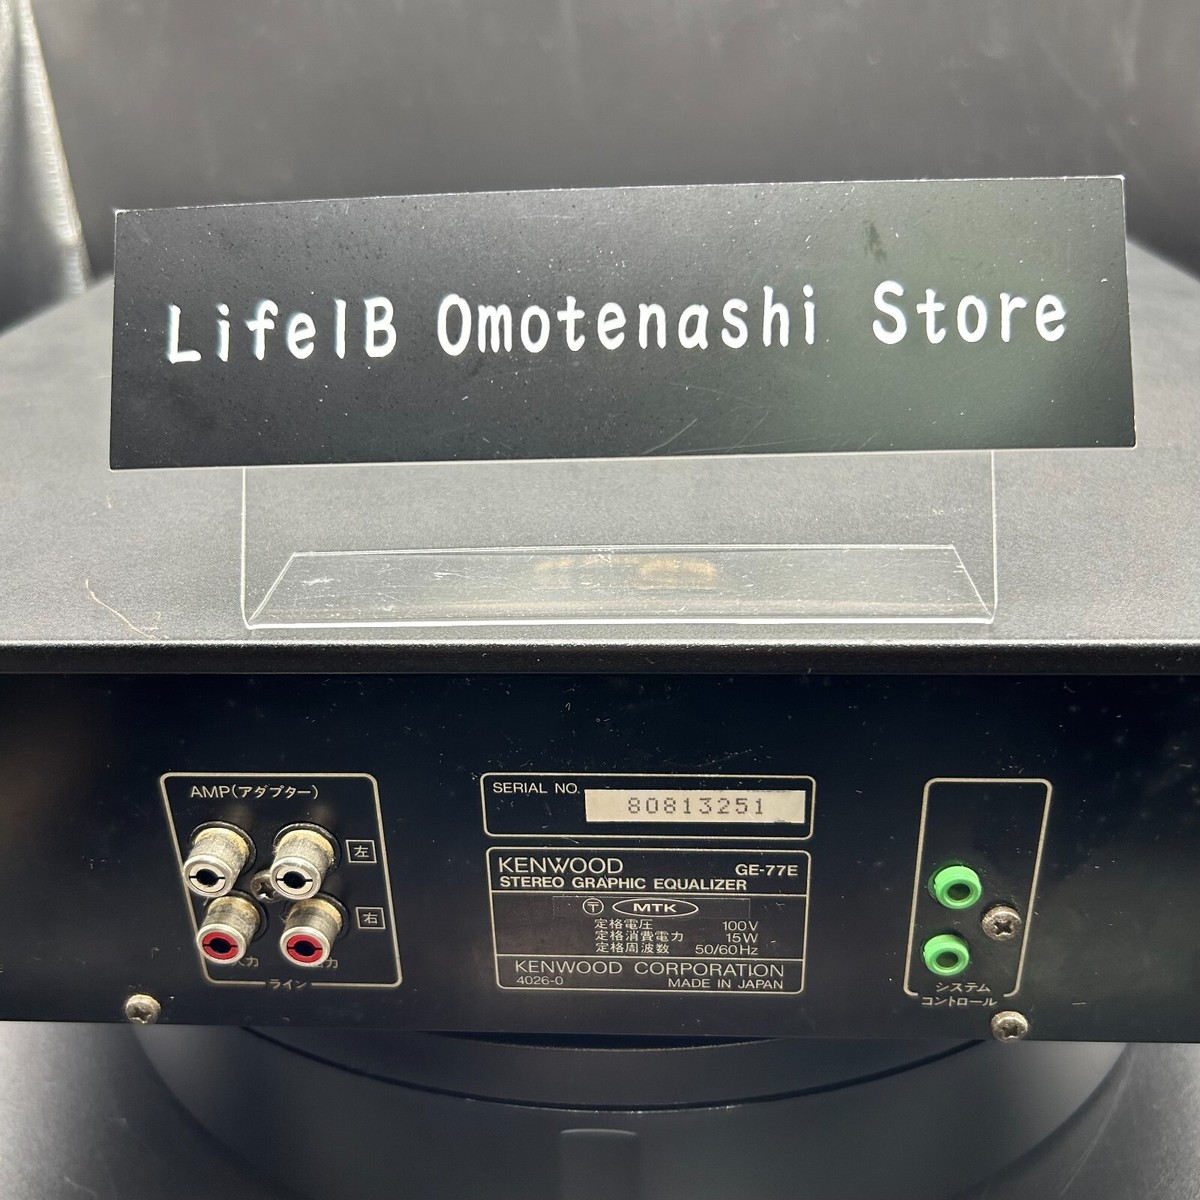 LifeIB Omotenashi Store
AMP(アダプター)
左
右
入力
出力
ライン
SERIAL NO.
80813251
KENWOOD GE-77E
STEREO GRAPHIC EQUALIZER
〒 MTK
定格電圧 100V
定格消費電力 15W
定格周波数 50/60Hz
KENWOOD CORPORATION
4026-0 MADE IN JAPAN
システム
コントロール